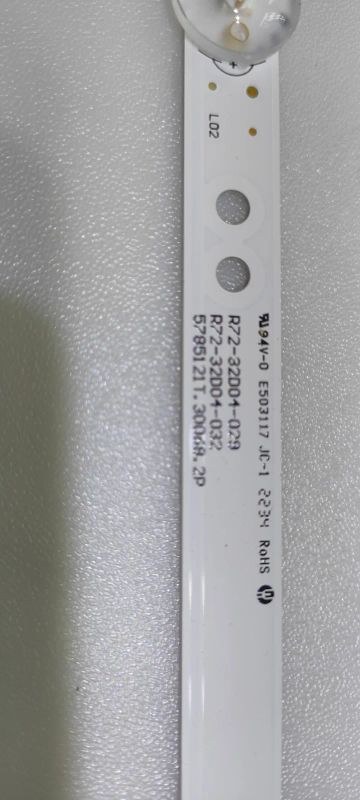 L02
94V-0 E503117 JC-1 2234 RoHS
R72-32D04-029
R72-32D04-032
5785121T.30068.2P